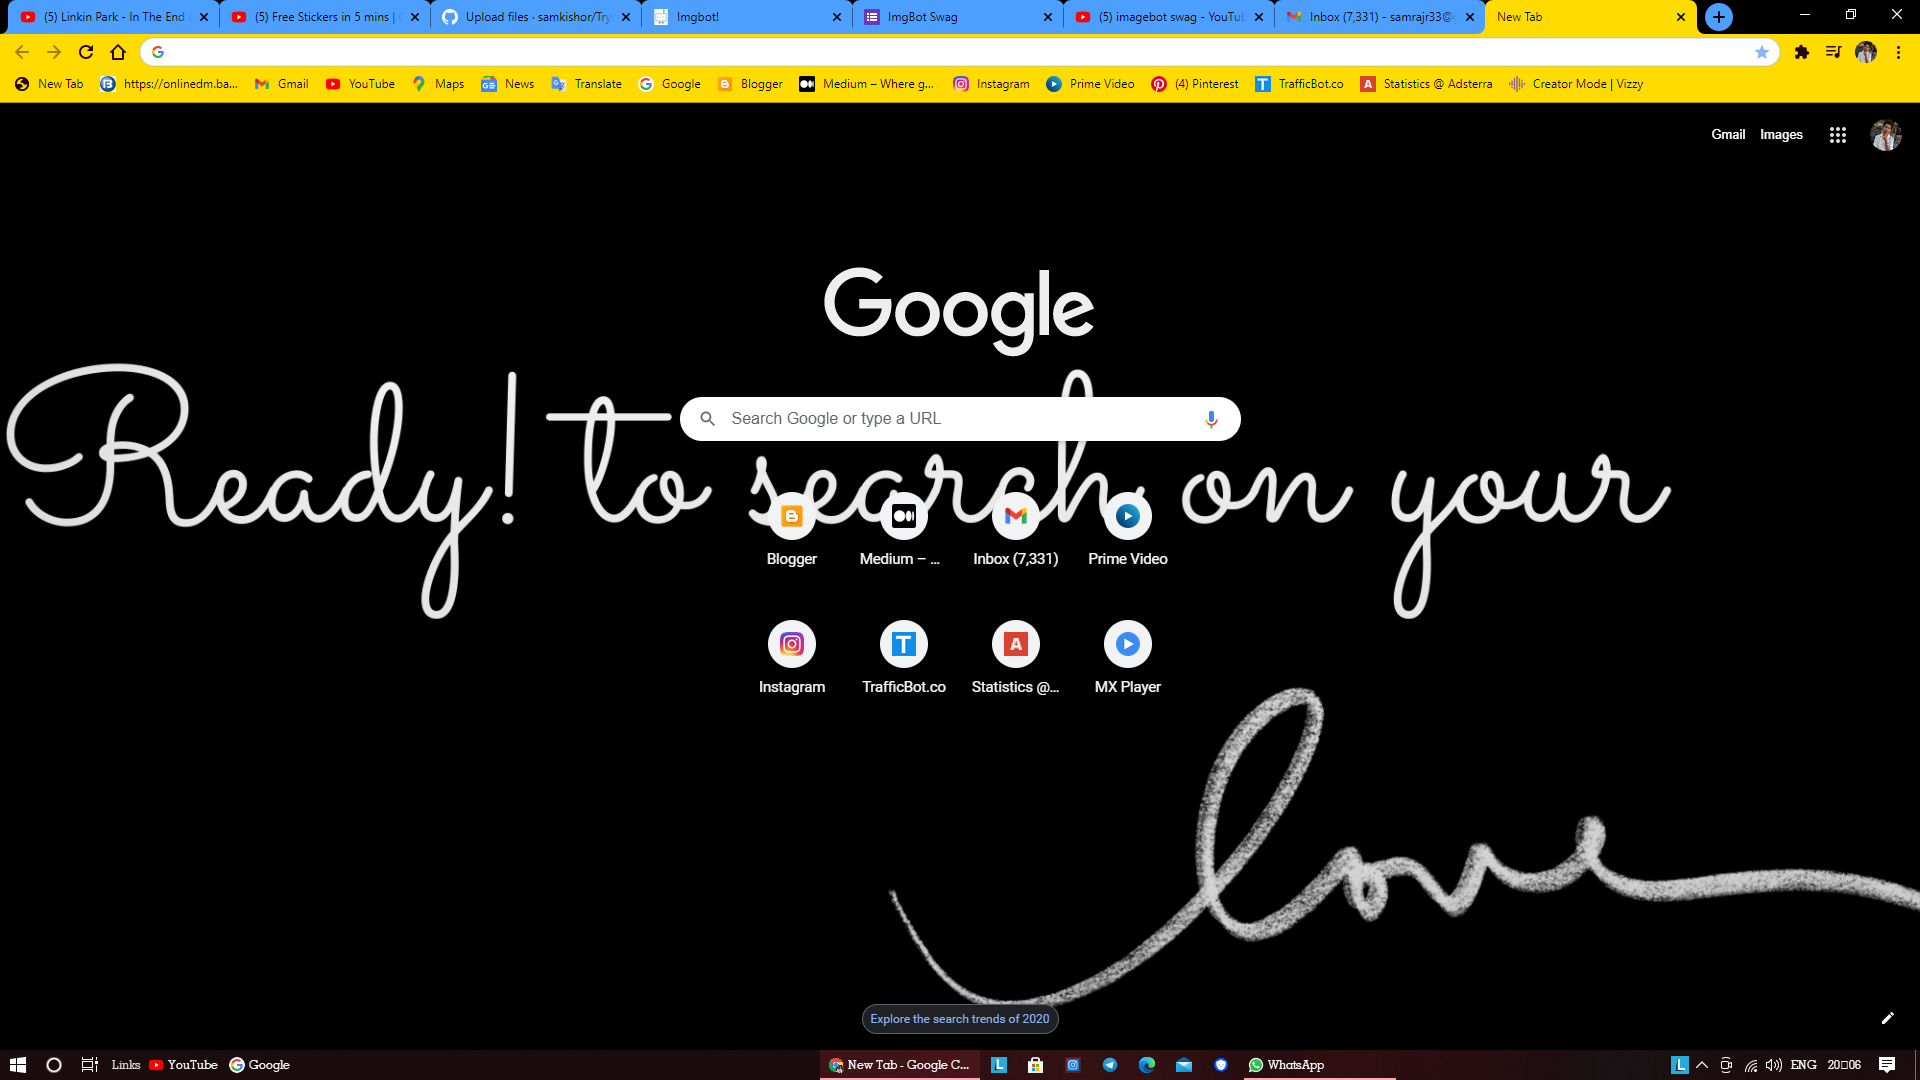 (5) Linkin Park - In The End
(5) Free Stickers in 5 mins |
Upload files · samkishor/Try
Imgbot!
ImgBot Swag
(5) imagebot swag - YouTub
Inbox (7,331) - samrajr33@g
New Tab
New Tab
https://onlinedm.ba...
Gmail
YouTube
Maps
News
Translate
Google
Blogger
Medium – Where g...
Instagram
Prime Video
(4) Pinterest
TrafficBot.co
Statistics @ Adsterra
Creator Mode | Vizzy
Gmail
Images
Google
Search Google or type a URL
Ready! to search on your
Blogger
Medium – ...
Inbox (7,331)
Prime Video
Instagram
TrafficBot.co
Statistics @...
MX Player
love
Explore the search trends of 2020
Links
YouTube
Google
New Tab - Google C...
WhatsApp
ENG
20□06